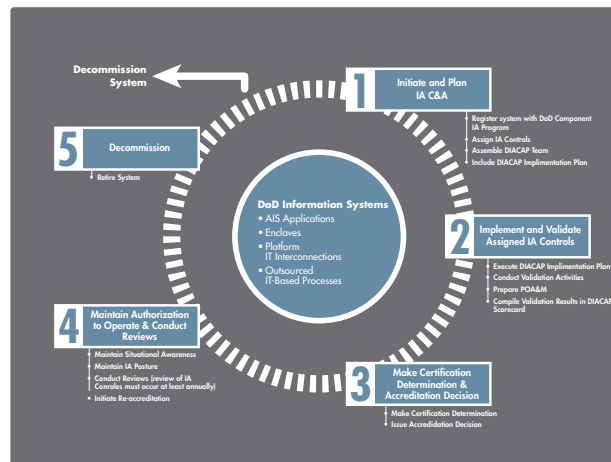 Decommission
System
1
Initiate and Plan
IA C&A
• Register system with DoD Component
IA Program
• Assign IA Controls
• Assemble DIACAP Team
• Include DIACAP Implimentation Plan
5
Decommission
• Retire System
DoD Information Systems
• AIS Applications
• Enclaves
• Platform
IT Interconnections
• Outsourced
IT-Based Processes
2
Implement and Validate
Assigned IA Controls
• Execute DIACAP Implimentation Plan
• Conduct Validation Activities
• Prepare POA&M
• Compile Validation Results in DIACAP
Scorecard
4
Maintain Authorization
to Operate & Conduct
Reviews
• Maintain Situational Awareness
• Maintain IA Posture
• Conduct Reviews (review of IA
Conroles must occur at least annually)
• Initiate Re-accreditation
3
Make Certification
Determination &
Accreditation Decision
• Make Certification Determination
• Issue Accredidation Decision